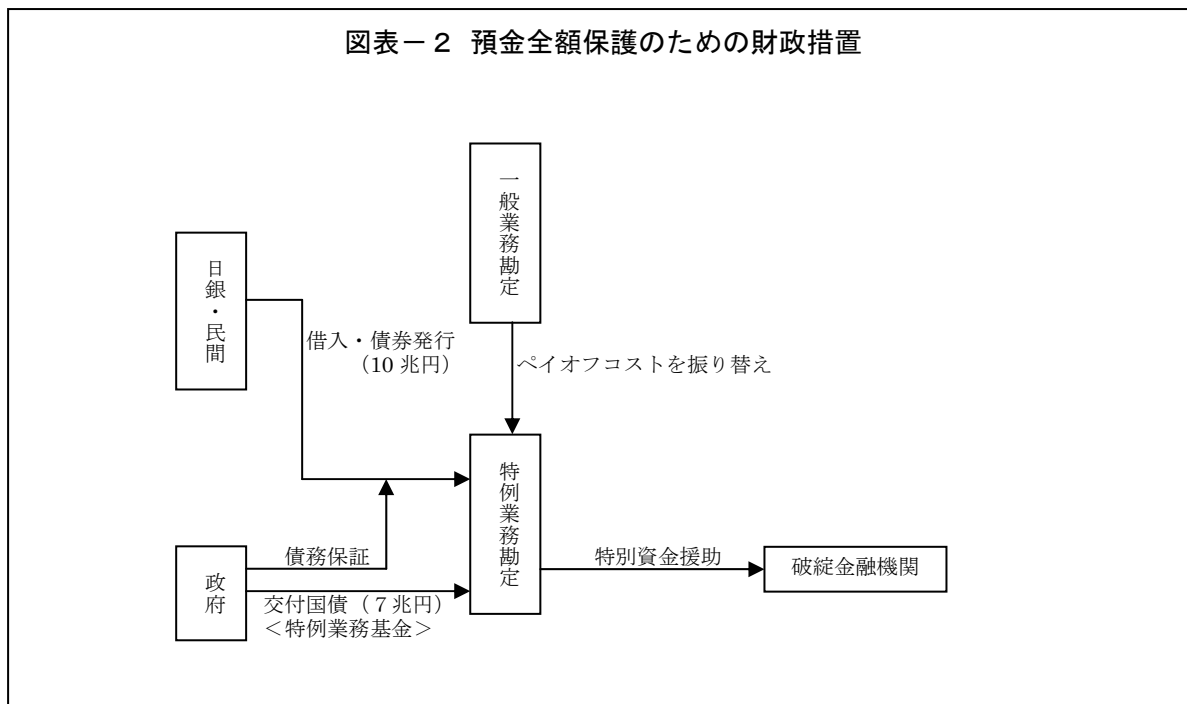 図表－２ 預金全額保護のための財政措置
一般業務勘定
日銀・民間
借入・債券発行
（10 兆円）
ペイオフコストを振り替え
特例業務勘定
債務保証
特別資金援助
破綻金融機関
政府
交付国債（７兆円）
＜特例業務基金＞